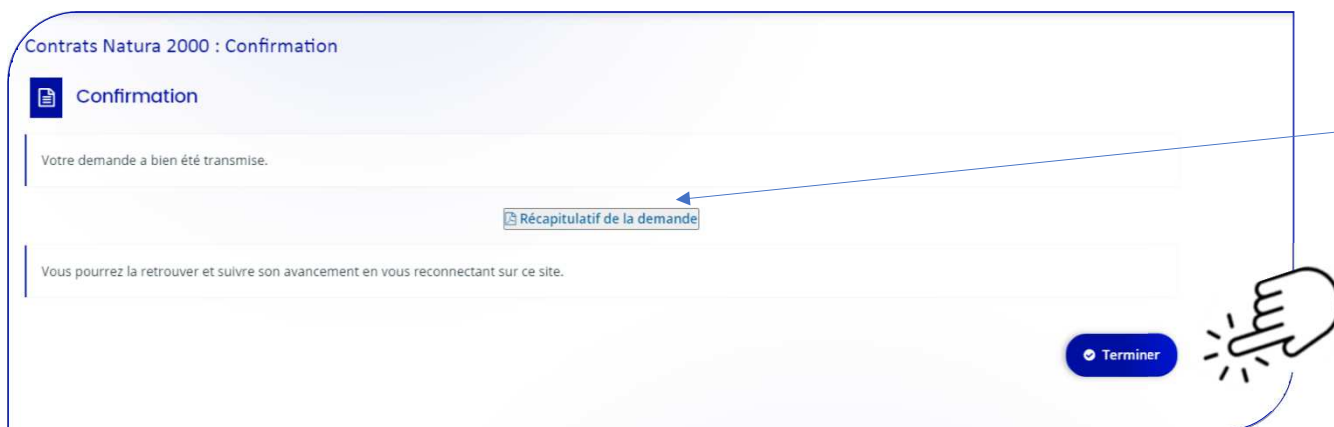 Contrats Natura 2000 : Confirmation
Confirmation
Votre demande a bien été transmise.
Récapitulatif de la demande
Vous pourrez la retrouver et suivre son avancement en vous reconnectant sur ce site.
Terminer